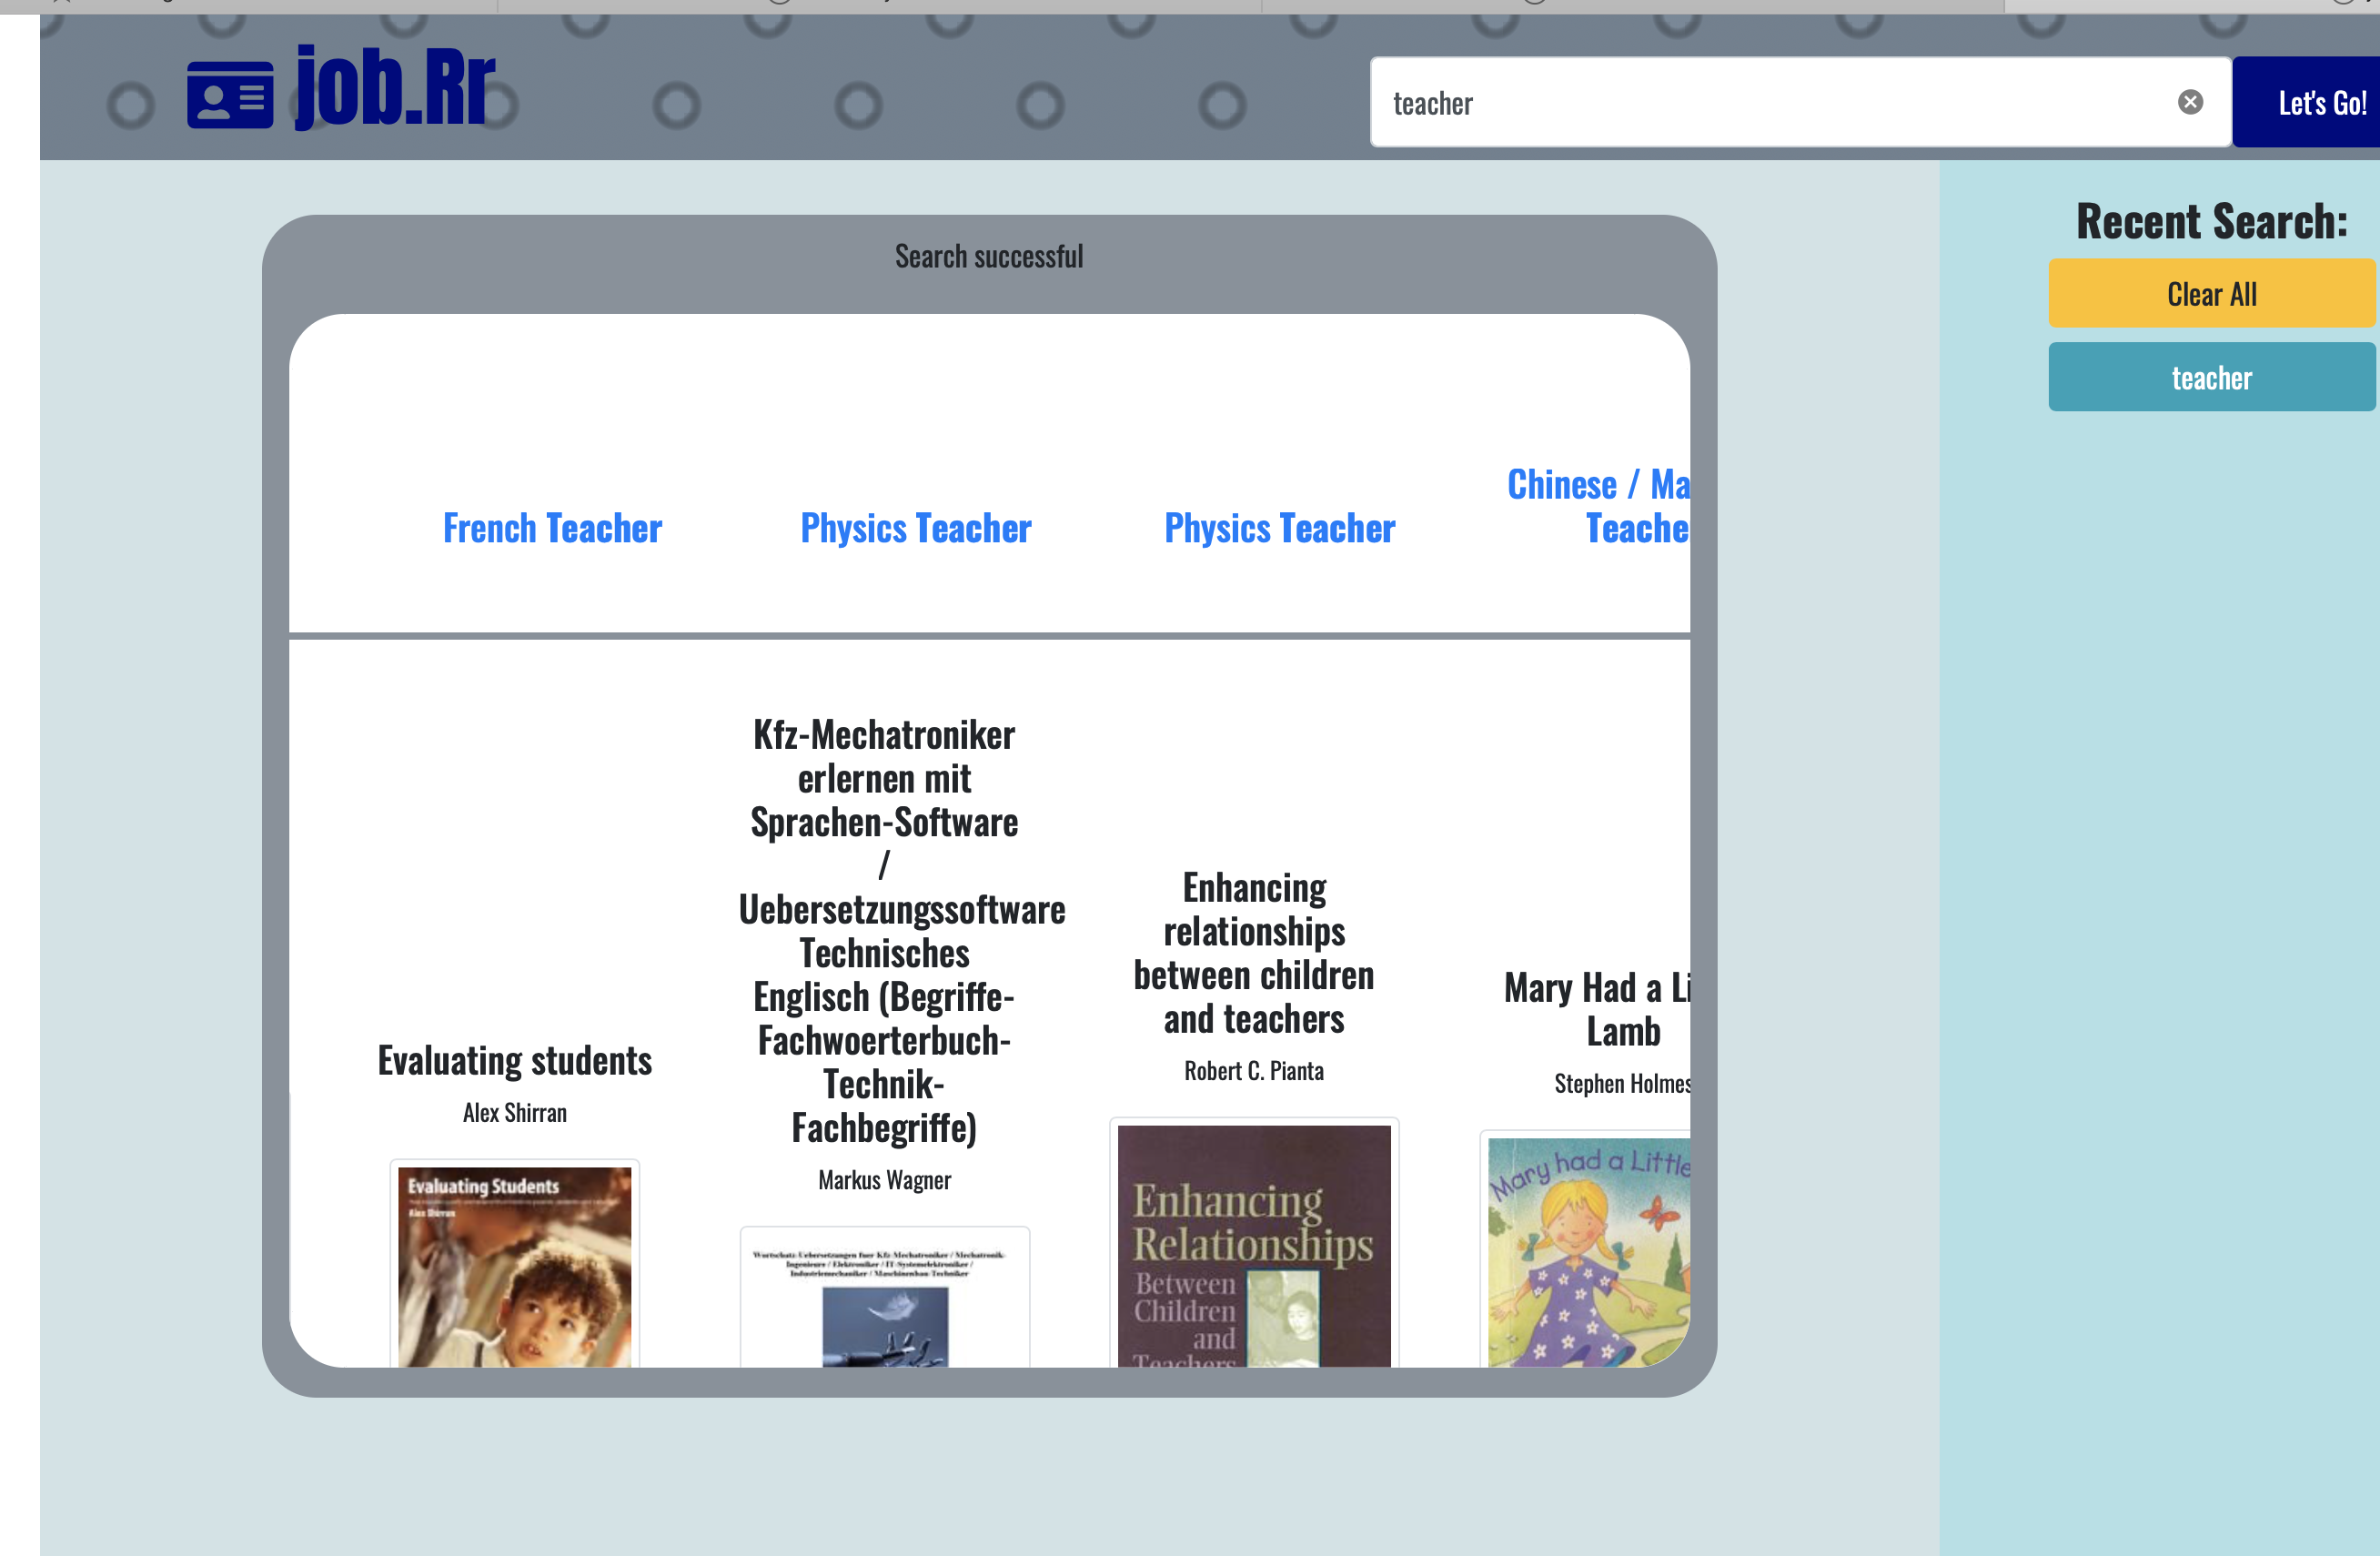 job.Rr
teacher
Let's Go!
Recent Search:
Clear All
teacher
Search successful
French Teacher
Physics Teacher
Physics Teacher
Chinese / Ma
Teache
Evaluating students
Alex Shirran
Evaluating Students
Alex Shirran
Kfz-Mechatroniker
erlernen mit
Sprachen-Software
/
Uebersetzungssoftware
Technisches
Englisch (Begriffe-
Fachwoerterbuch-
Technik-
Fachbegriffe)
Markus Wagner
Wortschatz-Uebersetzungen fuer Kfz-Mechatroniker / Mechatronik-
Ingenieure / Elektroniker / IT-Systemelektroniker /
Industriemechaniker / Maschinenbau-Techniker
Enhancing
relationships
between children
and teachers
Robert C. Pianta
Enhancing
Relationships
Between
Children
and
Teachers
Mary Had a Li
Lamb
Stephen Holmes
Mary had a Little